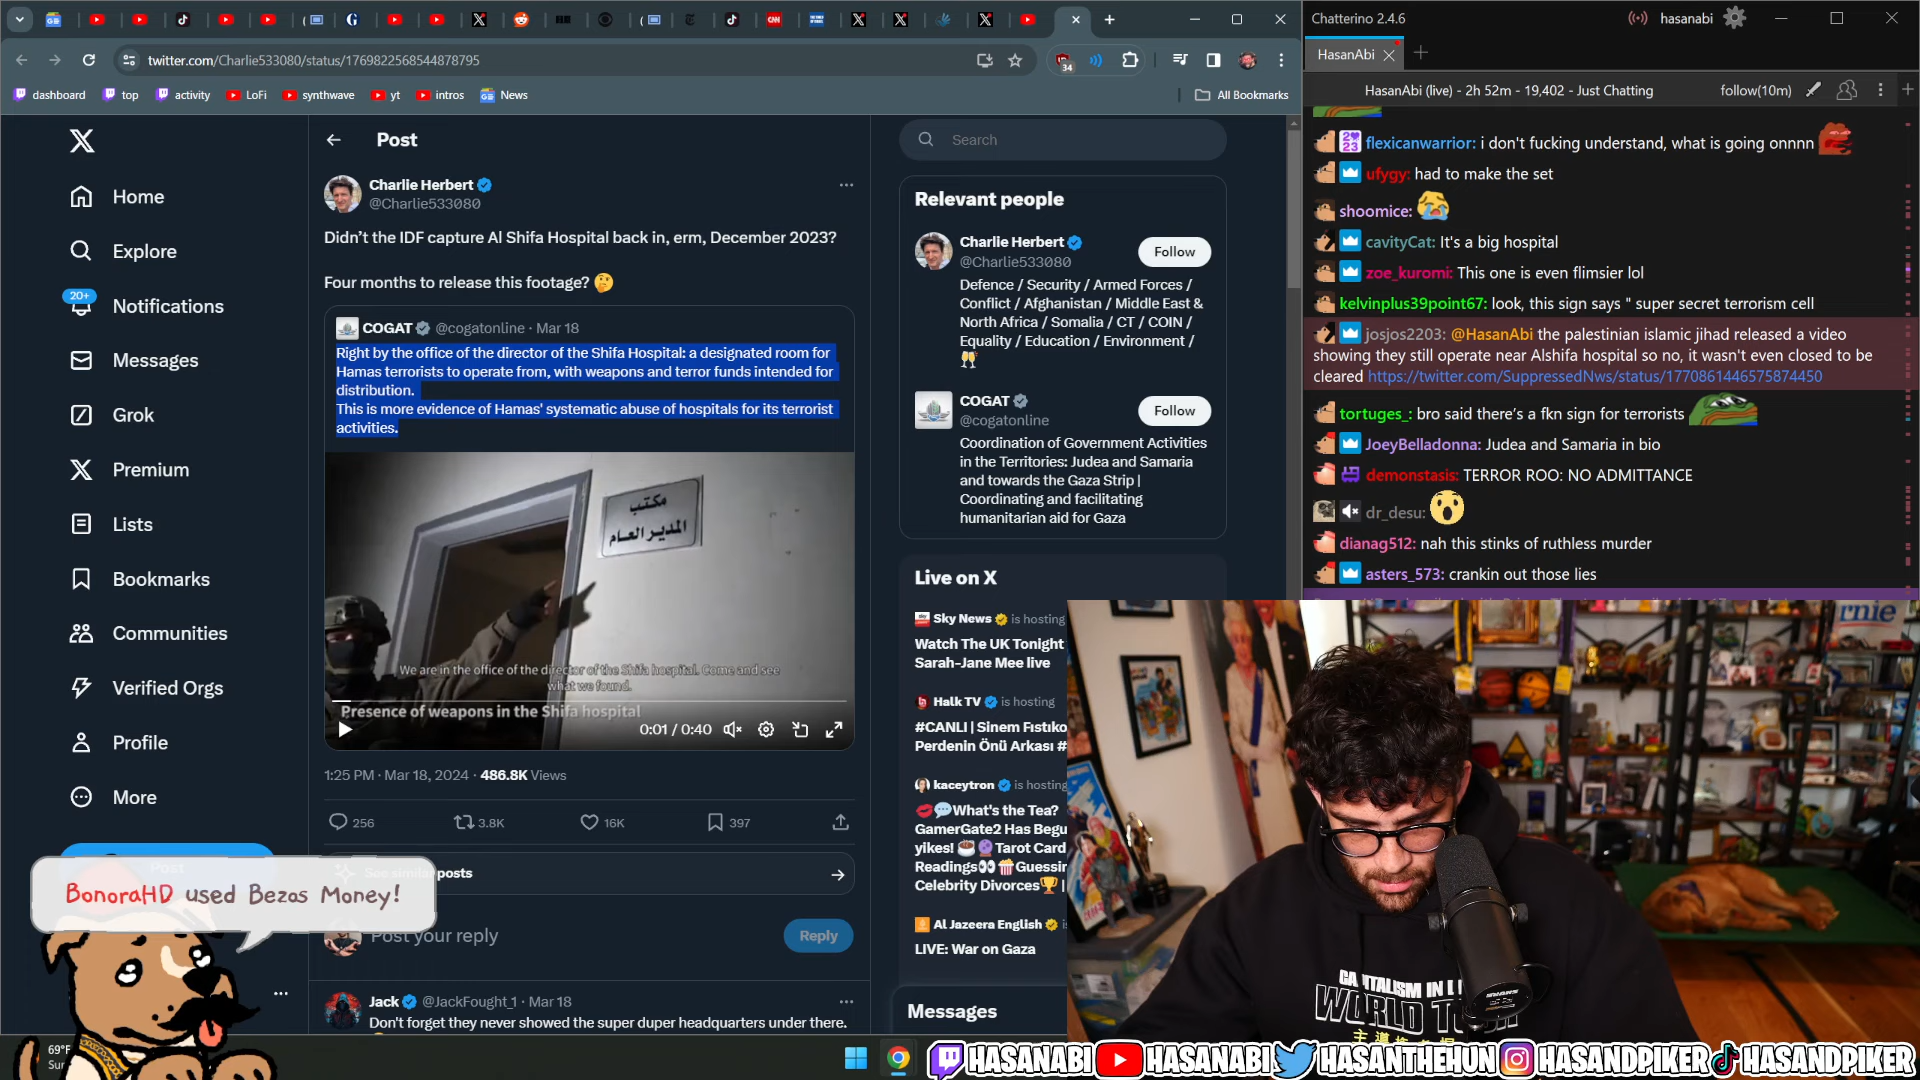 Chatterino 2.4.6
hasanabi
twitter.com/Charlie533080/status/1769822568544878795
34
HasanAbi
dashboard
top
activity
LoFi
synthwave
yt
intros
News
All Bookmarks
HasanAbi (live) - 2h 52m - 19,402 - Just Chatting
follow(10m)
Home
Explore
20+
Notifications
Messages
Grok
Premium
Lists
Bookmarks
Communities
Verified Orgs
Profile
More
Post
Charlie Herbert
@Charlie533080
Didn't the IDF capture Al Shifa Hospital back in, erm, December 2023?
Four months to release this footage? 🤔
COGAT @cogatonline · Mar 18
Right by the office of the director of the Shifa Hospital: a designated room for
Hamas terrorists to operate from, with weapons and terror funds intended for
distribution.
This is more evidence of Hamas' systematic abuse of hospitals for its terrorist
activities.
مكتب
المدير العام
We are in the office of the director of the Shifa hospital. Come and see
what we found.
Presence of weapons in the Shifa hospital
0:01 / 0:40
1:25 PM · Mar 18, 2024 · 486.8K Views
256
3.8K
16K
397
See similar posts
Post your reply
Reply
Jack @JackFought_1 · Mar 18
Don't forget they never showed the super duper headquarters under there.
Search
Relevant people
Charlie Herbert
@Charlie533080
Follow
Defence / Security / Armed Forces /
Conflict / Afghanistan / Middle East &
North Africa / Somalia / CT / COIN /
Equality / Education / Environment /
🥂
COGAT
@cogatonline
Follow
Coordination of Government Activities
in the Territories: Judea and Samaria
and towards the Gaza Strip |
Coordinating and facilitating
humanitarian aid for Gaza
Live on X
Sky News is hosting
Watch The UK Tonight
Sarah-Jane Mee live
Halk TV is hosting
#CANLI | Sinem Fıstıko
Perdenin Önü Arkası #
kaceytron is hosting
💋💬What's the Tea?
GamerGate2 Has Begu
yikes! ☕🔮Tarot Card
Readings👀🍿Guessin
Celebrity Divorces🏆 |
Al Jazeera English
LIVE: War on Gaza
Messages
flexicanwarrior: i don't fucking understand, what is going onnnn
ufygy: had to make the set
shoomice: 😭
cavityCat: It's a big hospital
zoe_kuromi: This one is even flimsier lol
kelvinplus39point67: look, this sign says " super secret terrorism cell
josjos2203: @HasanAbi the palestinian islamic jihad released a video
showing they still operate near Alshifa hospital so no, it wasn't even closed to be
cleared https://twitter.com/SuppressedNws/status/1770861446575874450
tortuges_: bro said there's a fkn sign for terrorists
JoeyBelladonna: Judea and Samaria in bio
demonstasis: TERROR ROO: NO ADMITTANCE
dr_desu: 😮
dianag512: nah this stinks of ruthless murder
asters_573: crankin out those lies
rnie
WORLD
BonoraHD used Bezos Money!
69°F
HASANABI
HASANABI
HASANTHEHUN
HASANDPIKER
HASANDPIKER